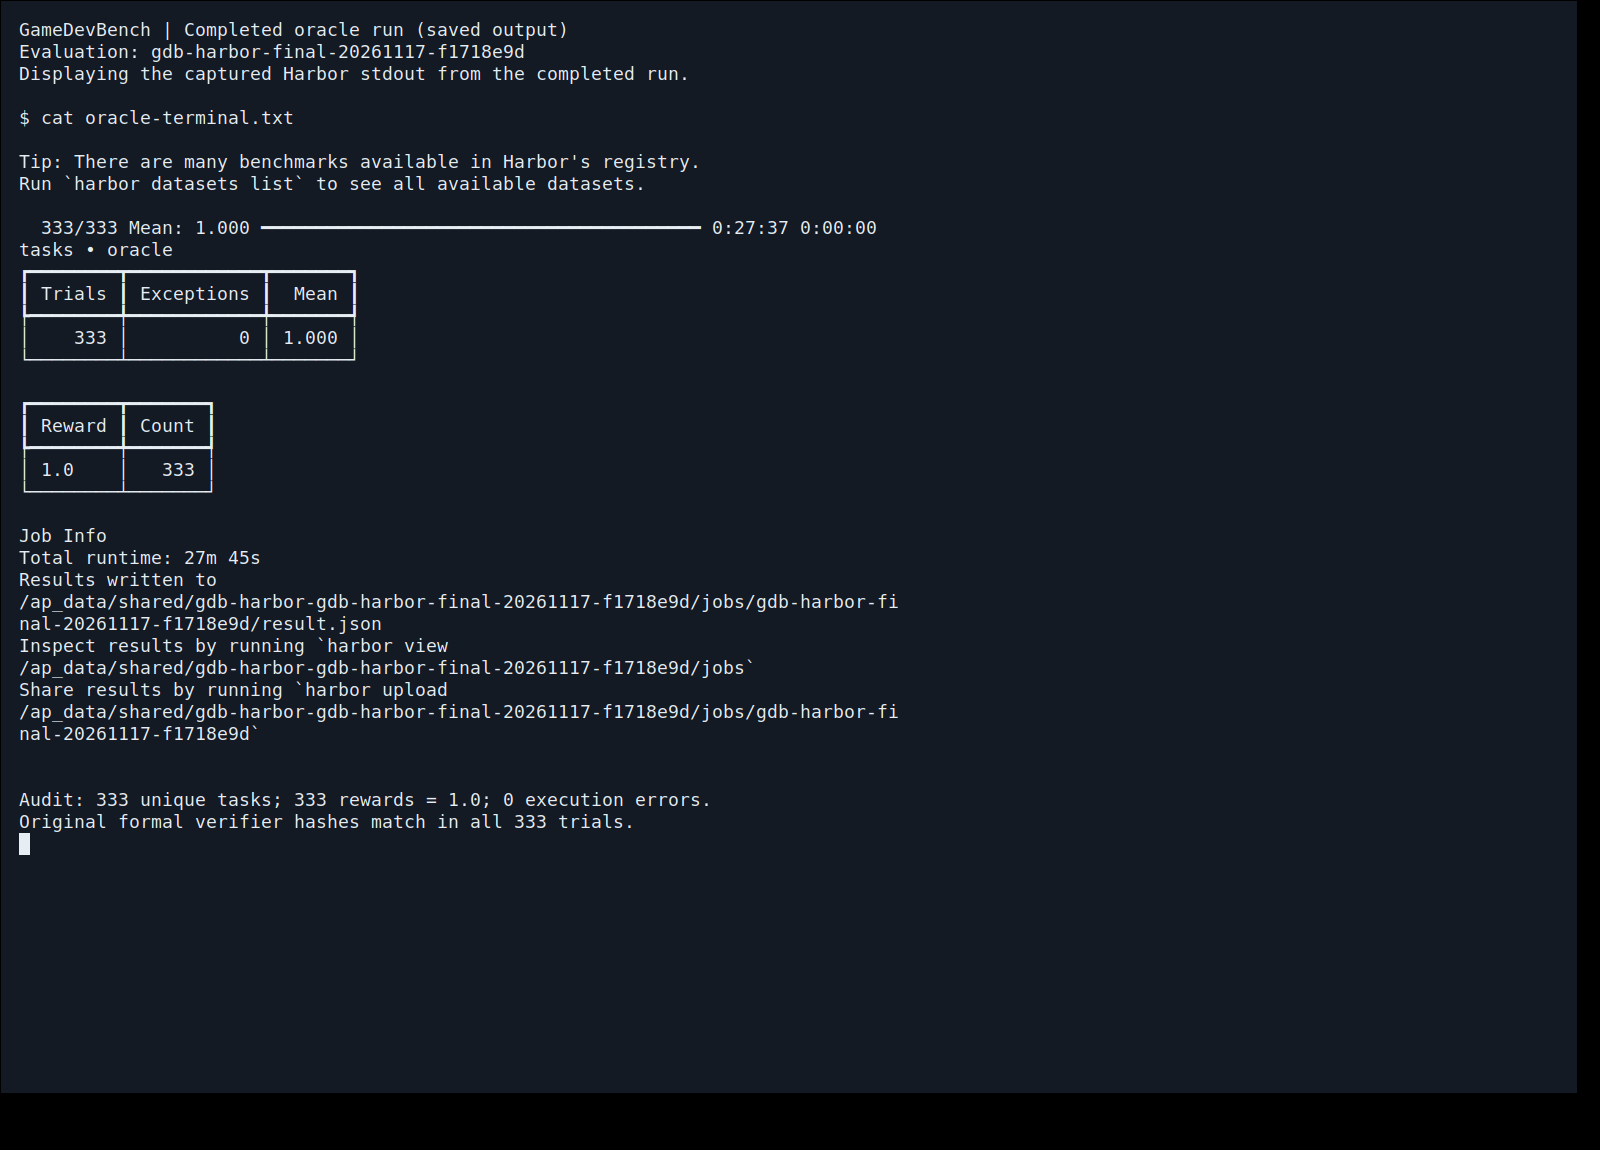 GameDevBench | Completed oracle run (saved output)
Evaluation: gdb-harbor-final-20261117-f1718e9d
Displaying the captured Harbor stdout from the completed run.
$ cat oracle-terminal.txt
Tip: There are many benchmarks available in Harbor's registry.
Run `harbor datasets list` to see all available datasets.
333/333 Mean: 1.000 0:27:37 0:00:00
tasks • oracle
Trials Exceptions Mean
333 0 1.000
Reward Count
1.0 333
Job Info
Total runtime: 27m 45s
Results written to
/ap_data/shared/gdb-harbor-gdb-harbor-final-20261117-f1718e9d/jobs/gdb-harbor-fi
nal-20261117-f1718e9d/result.json
Inspect results by running `harbor view
/ap_data/shared/gdb-harbor-gdb-harbor-final-20261117-f1718e9d/jobs`
Share results by running `harbor upload
/ap_data/shared/gdb-harbor-gdb-harbor-final-20261117-f1718e9d/jobs/gdb-harbor-fi
nal-20261117-f1718e9d`
Audit: 333 unique tasks; 333 rewards = 1.0; 0 execution errors.
Original formal verifier hashes match in all 333 trials.